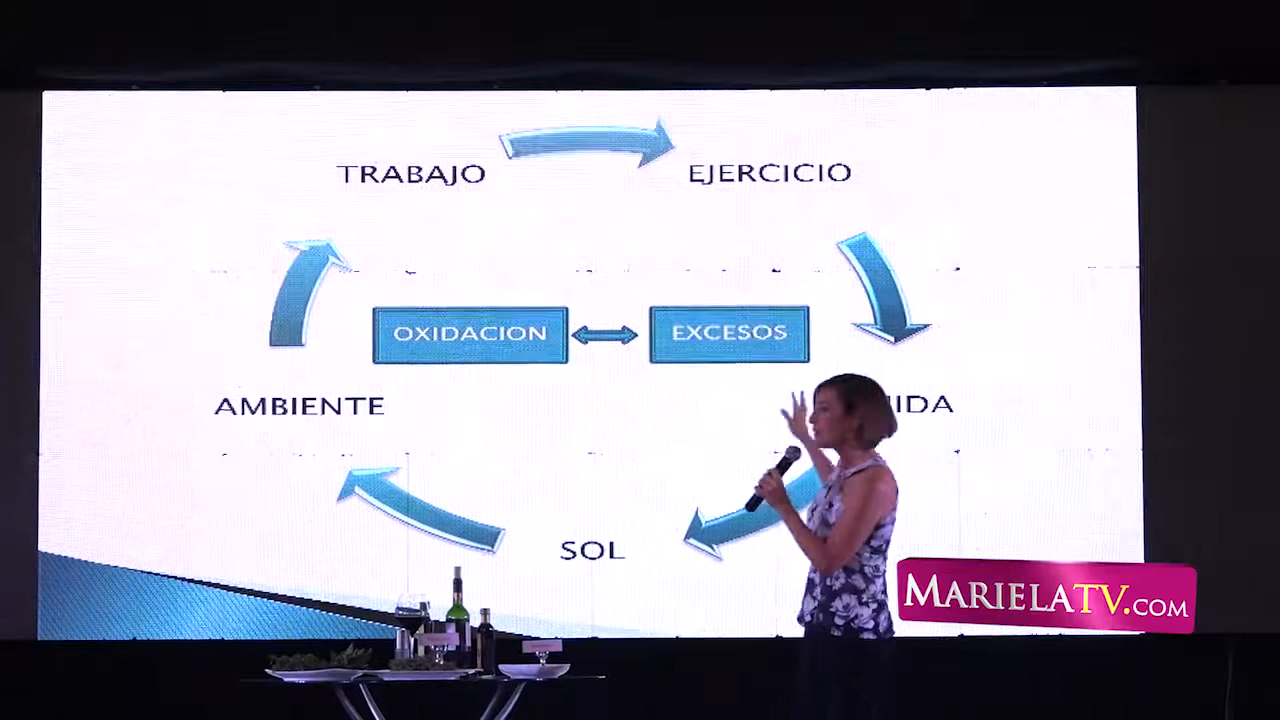 TRABAJO
EJERCICIO
OXIDACION
EXCESOS
AMBIENTE
SOL
MARIELATV.COM